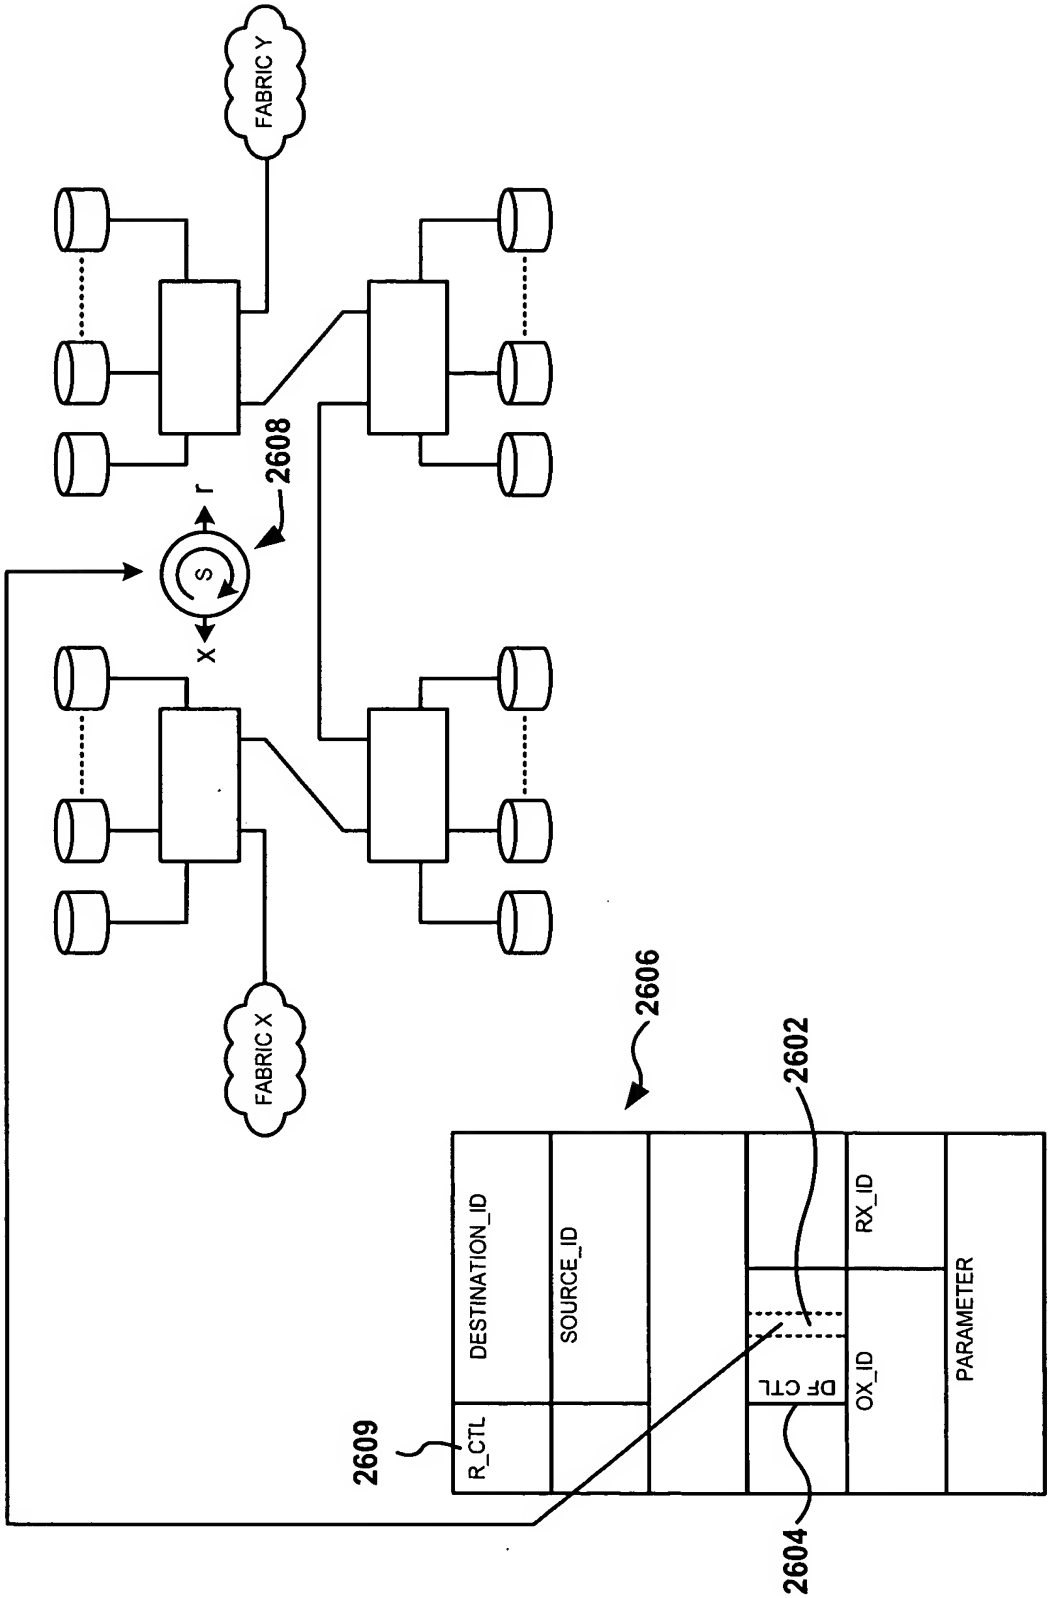 FABRIC X
FABRIC Y
X
S
r
2608
2606
2609
R_CTL
DESTINATION_ID
SOURCE_ID
DF CTL
2602
2604
OX_ID
RX_ID
PARAMETER